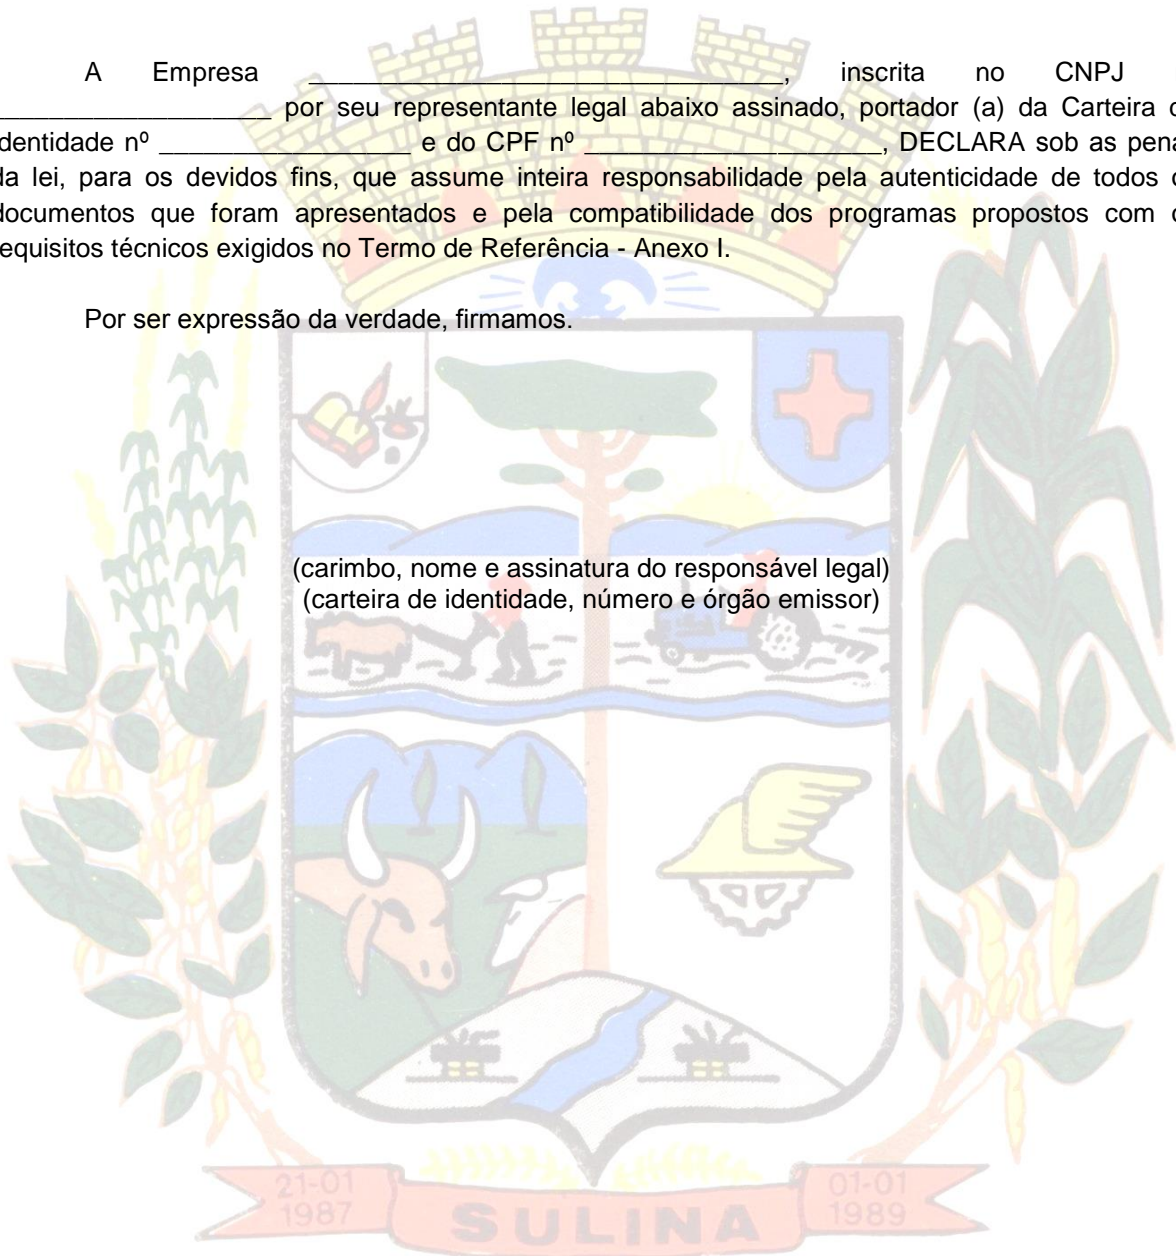 A Empresa ________________________________, inscrita no CNPJ
___________________ por seu representante legal abaixo assinado, portador (a) da Carteira
dentidade nº _________________ e do CPF nº ____________________, DECLARA sob as pena
da lei, para os devidos fins, que assume inteira responsabilidade pela autenticidade de todos
documentos que foram apresentados e pela compatibilidade dos programas propostos com
equisitos técnicos exigidos no Termo de Referência - Anexo I.
Por ser expressão da verdade, firmamos.
(carimbo, nome e assinatura do responsável legal)
(carteira de identidade, número e órgão emissor)
21-01
1987
SULINA
01-01
1989